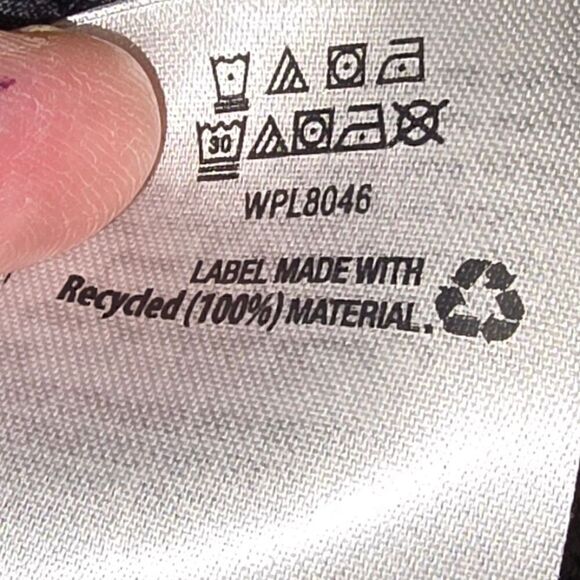 30
WPL8046
LABEL MADE WITH
Recycled (100%) MATERIAL.